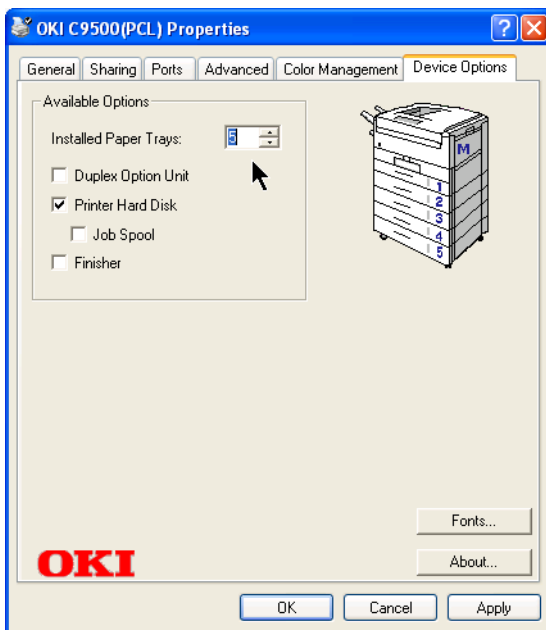 OKI C9500(PCL) Properties
General Sharing Ports Advanced Color Management Device Options
Available Options
Installed Paper Trays: 5
Duplex Option Unit
Printer Hard Disk
Job Spool
Finisher
M
1
2
3
4
5
Fonts...
OKI
About...
OK Cancel Apply